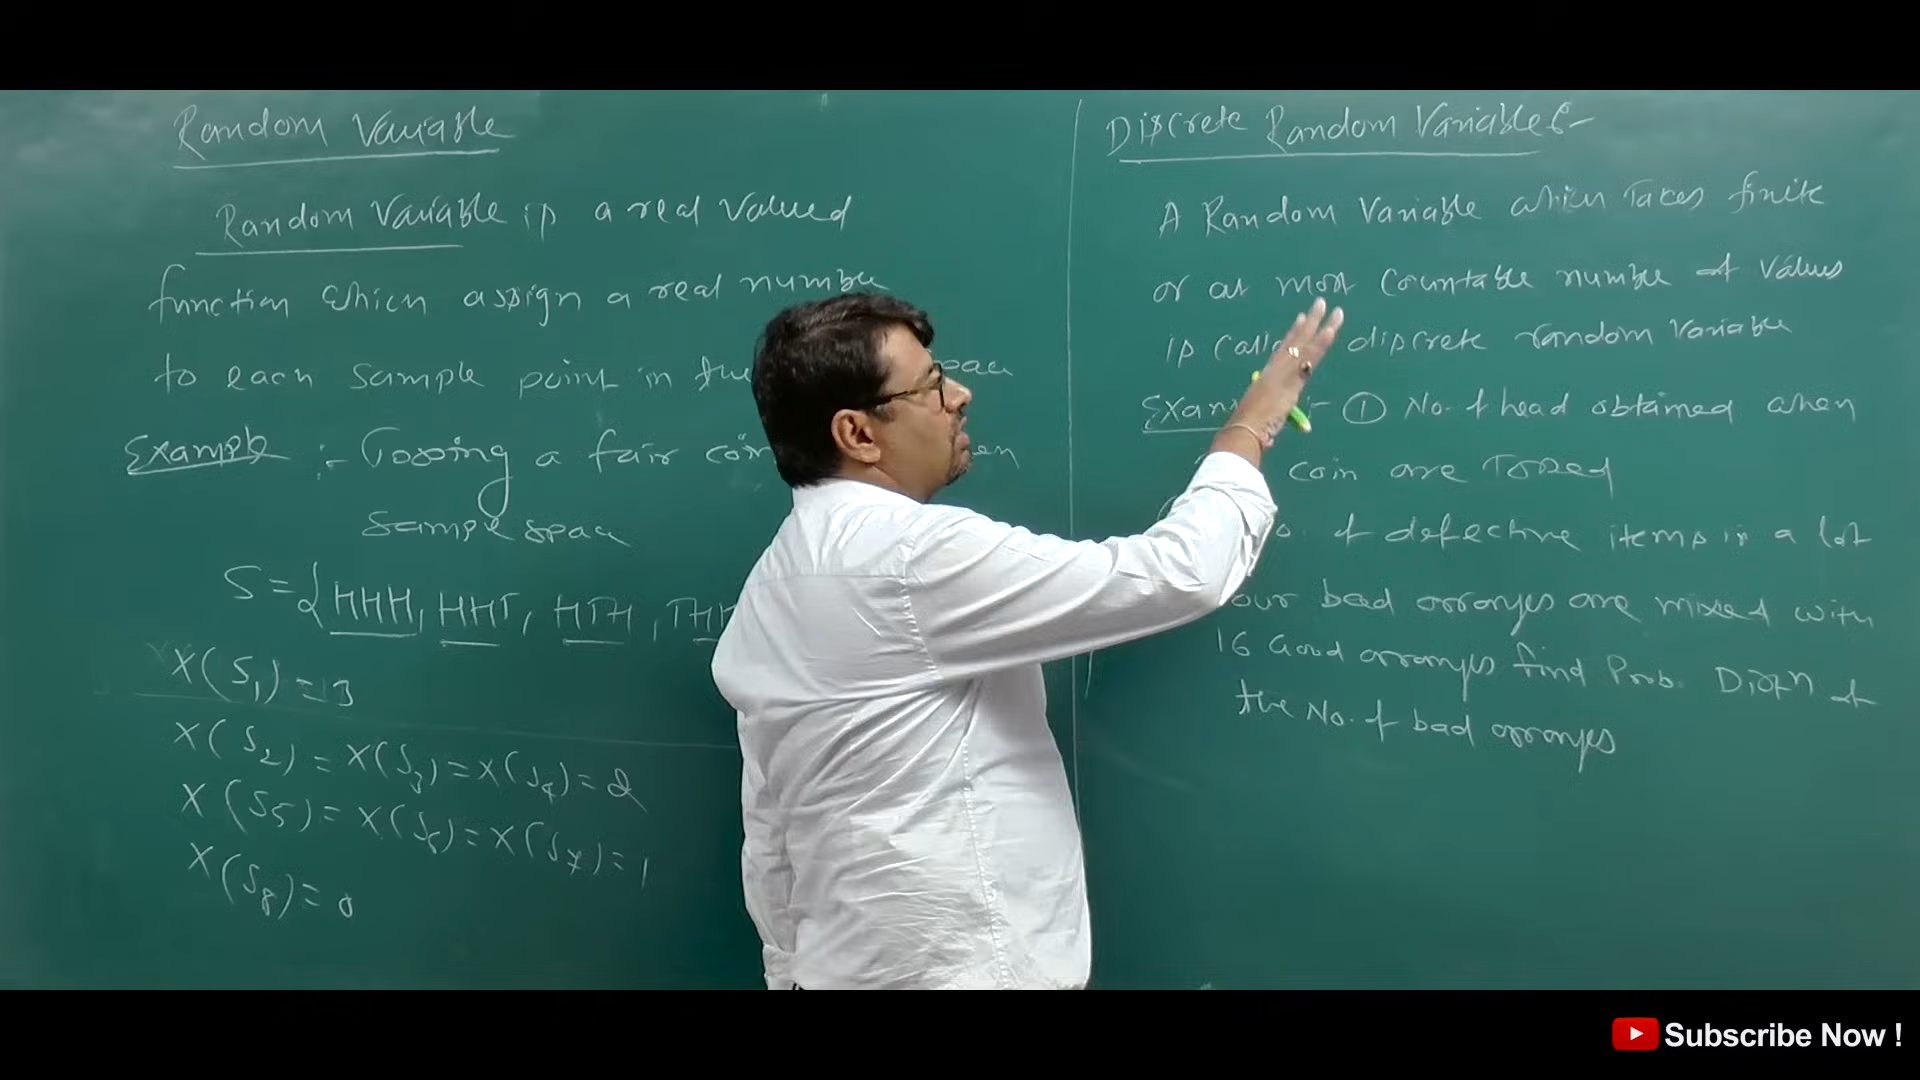 Random Variable
Random Variable is a real valued
function which assign a real number
to each sample point in the
Example :- Tossing a fair coin
Sample space
S={HHH, HHT, HTH, THH
X(S1)=3
X(S2)=X(S3)=X(S4)=2
X(S5)=X(S6)=X(S7)=1
X(S8)=0
Discrete Random Variable:-
A Random Variable which Takes finite
or at most Countable number of values
is called discrete random variable
Example :- ① No. of head obtained when
coin are Tossed
No. of defective items in a lot
bad oranges are mixed with
16 Good oranges find Prob. Distn of
the No. of bad oranges
Subscribe Now !